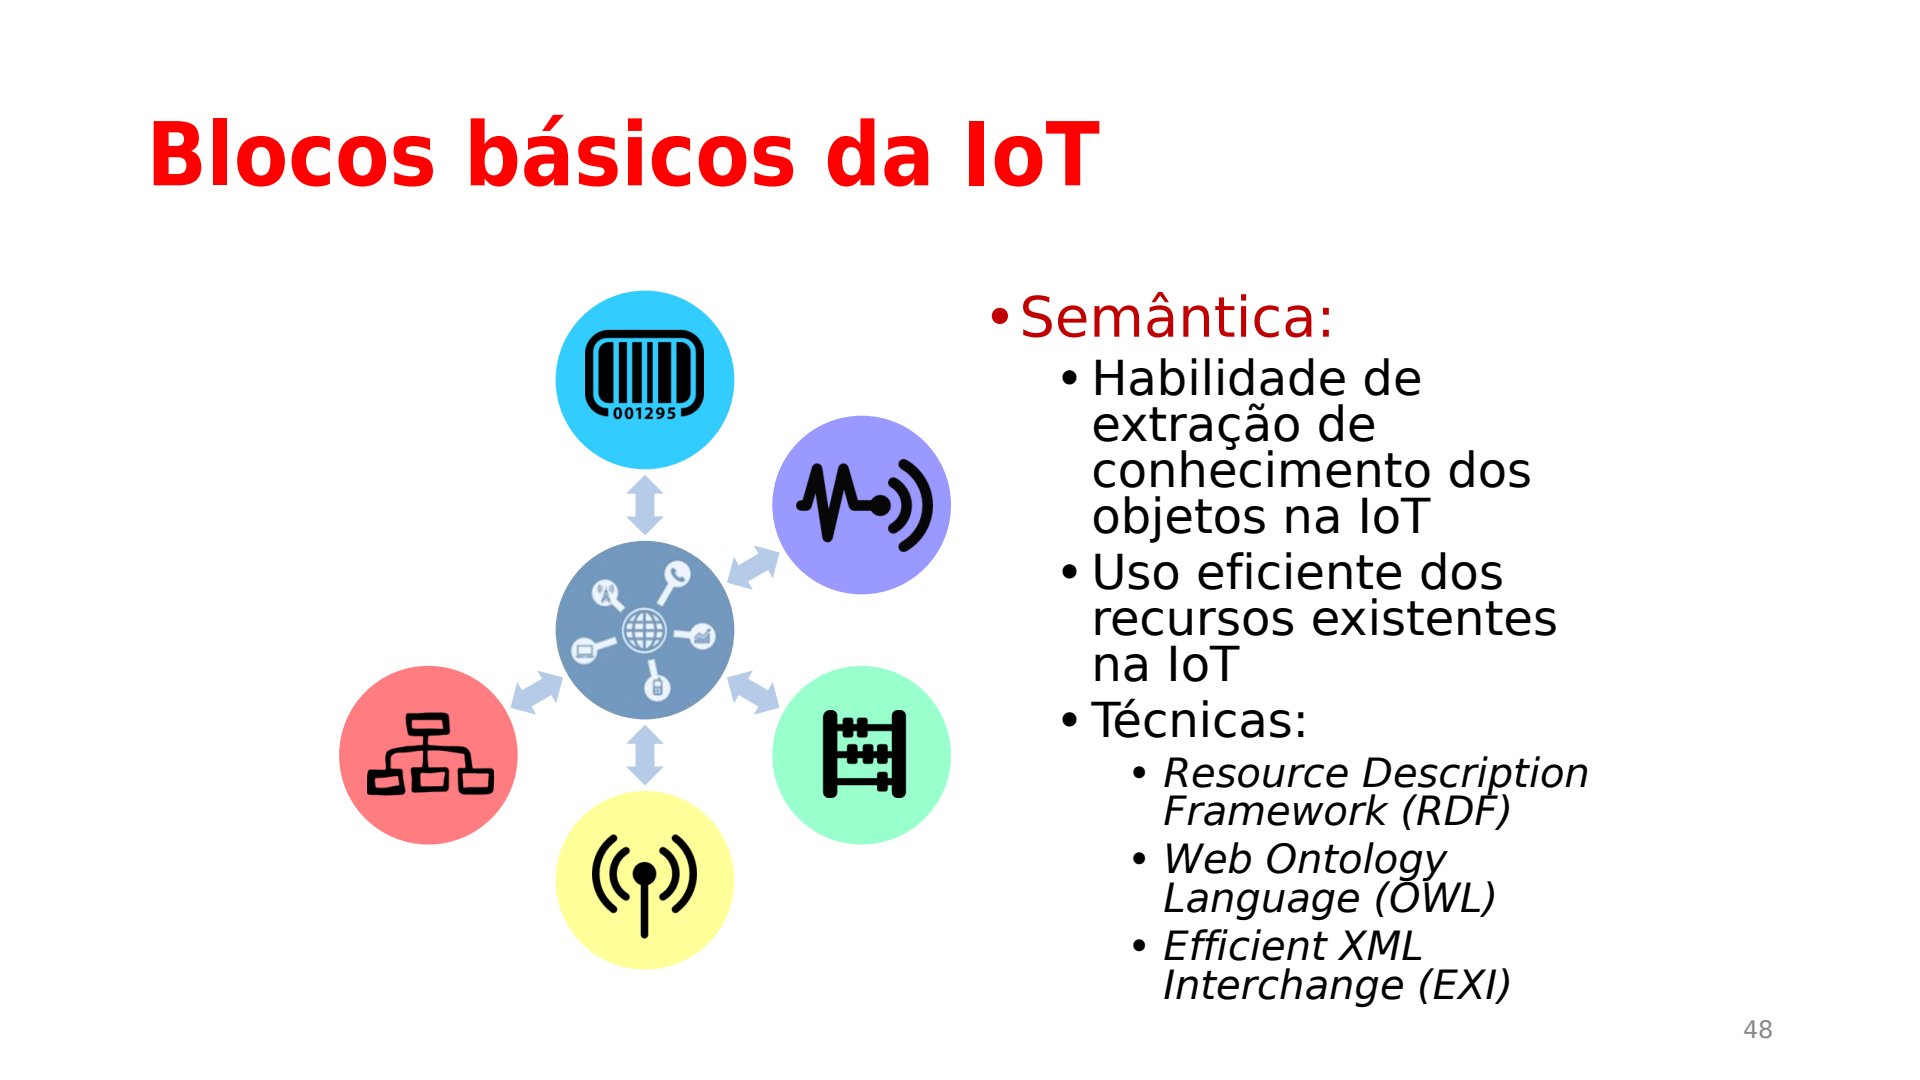 Blocos básicos da IoT
001295
• Semântica:
• Habilidade de
extração de
conhecimento dos
objetos na IoT
• Uso eficiente dos
recursos existentes
na IoT
• Técnicas:
• Resource Description
Framework (RDF)
• Web Ontology
Language (OWL)
• Efficient XML
Interchange (EXI)
48